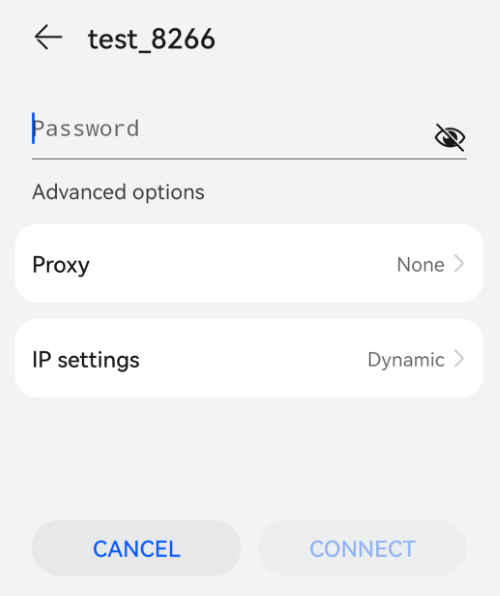 test_8266
Password
Advanced options
Proxy None
IP settings Dynamic
CANCEL CONNECT